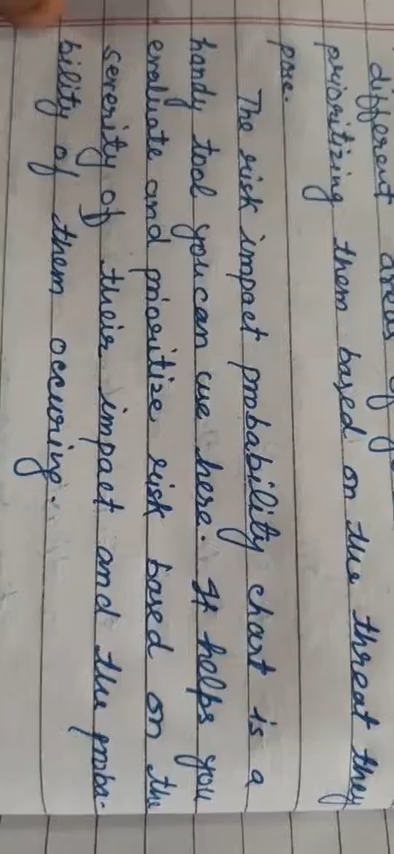 different areas of
prioritizing them based on the threat they
pose.
The risk impact probability chart is a
handy tool you can use here. It helps you
evaluate and prioritize risk based on the
severity of their impact and the proba-
bility of them occuring.